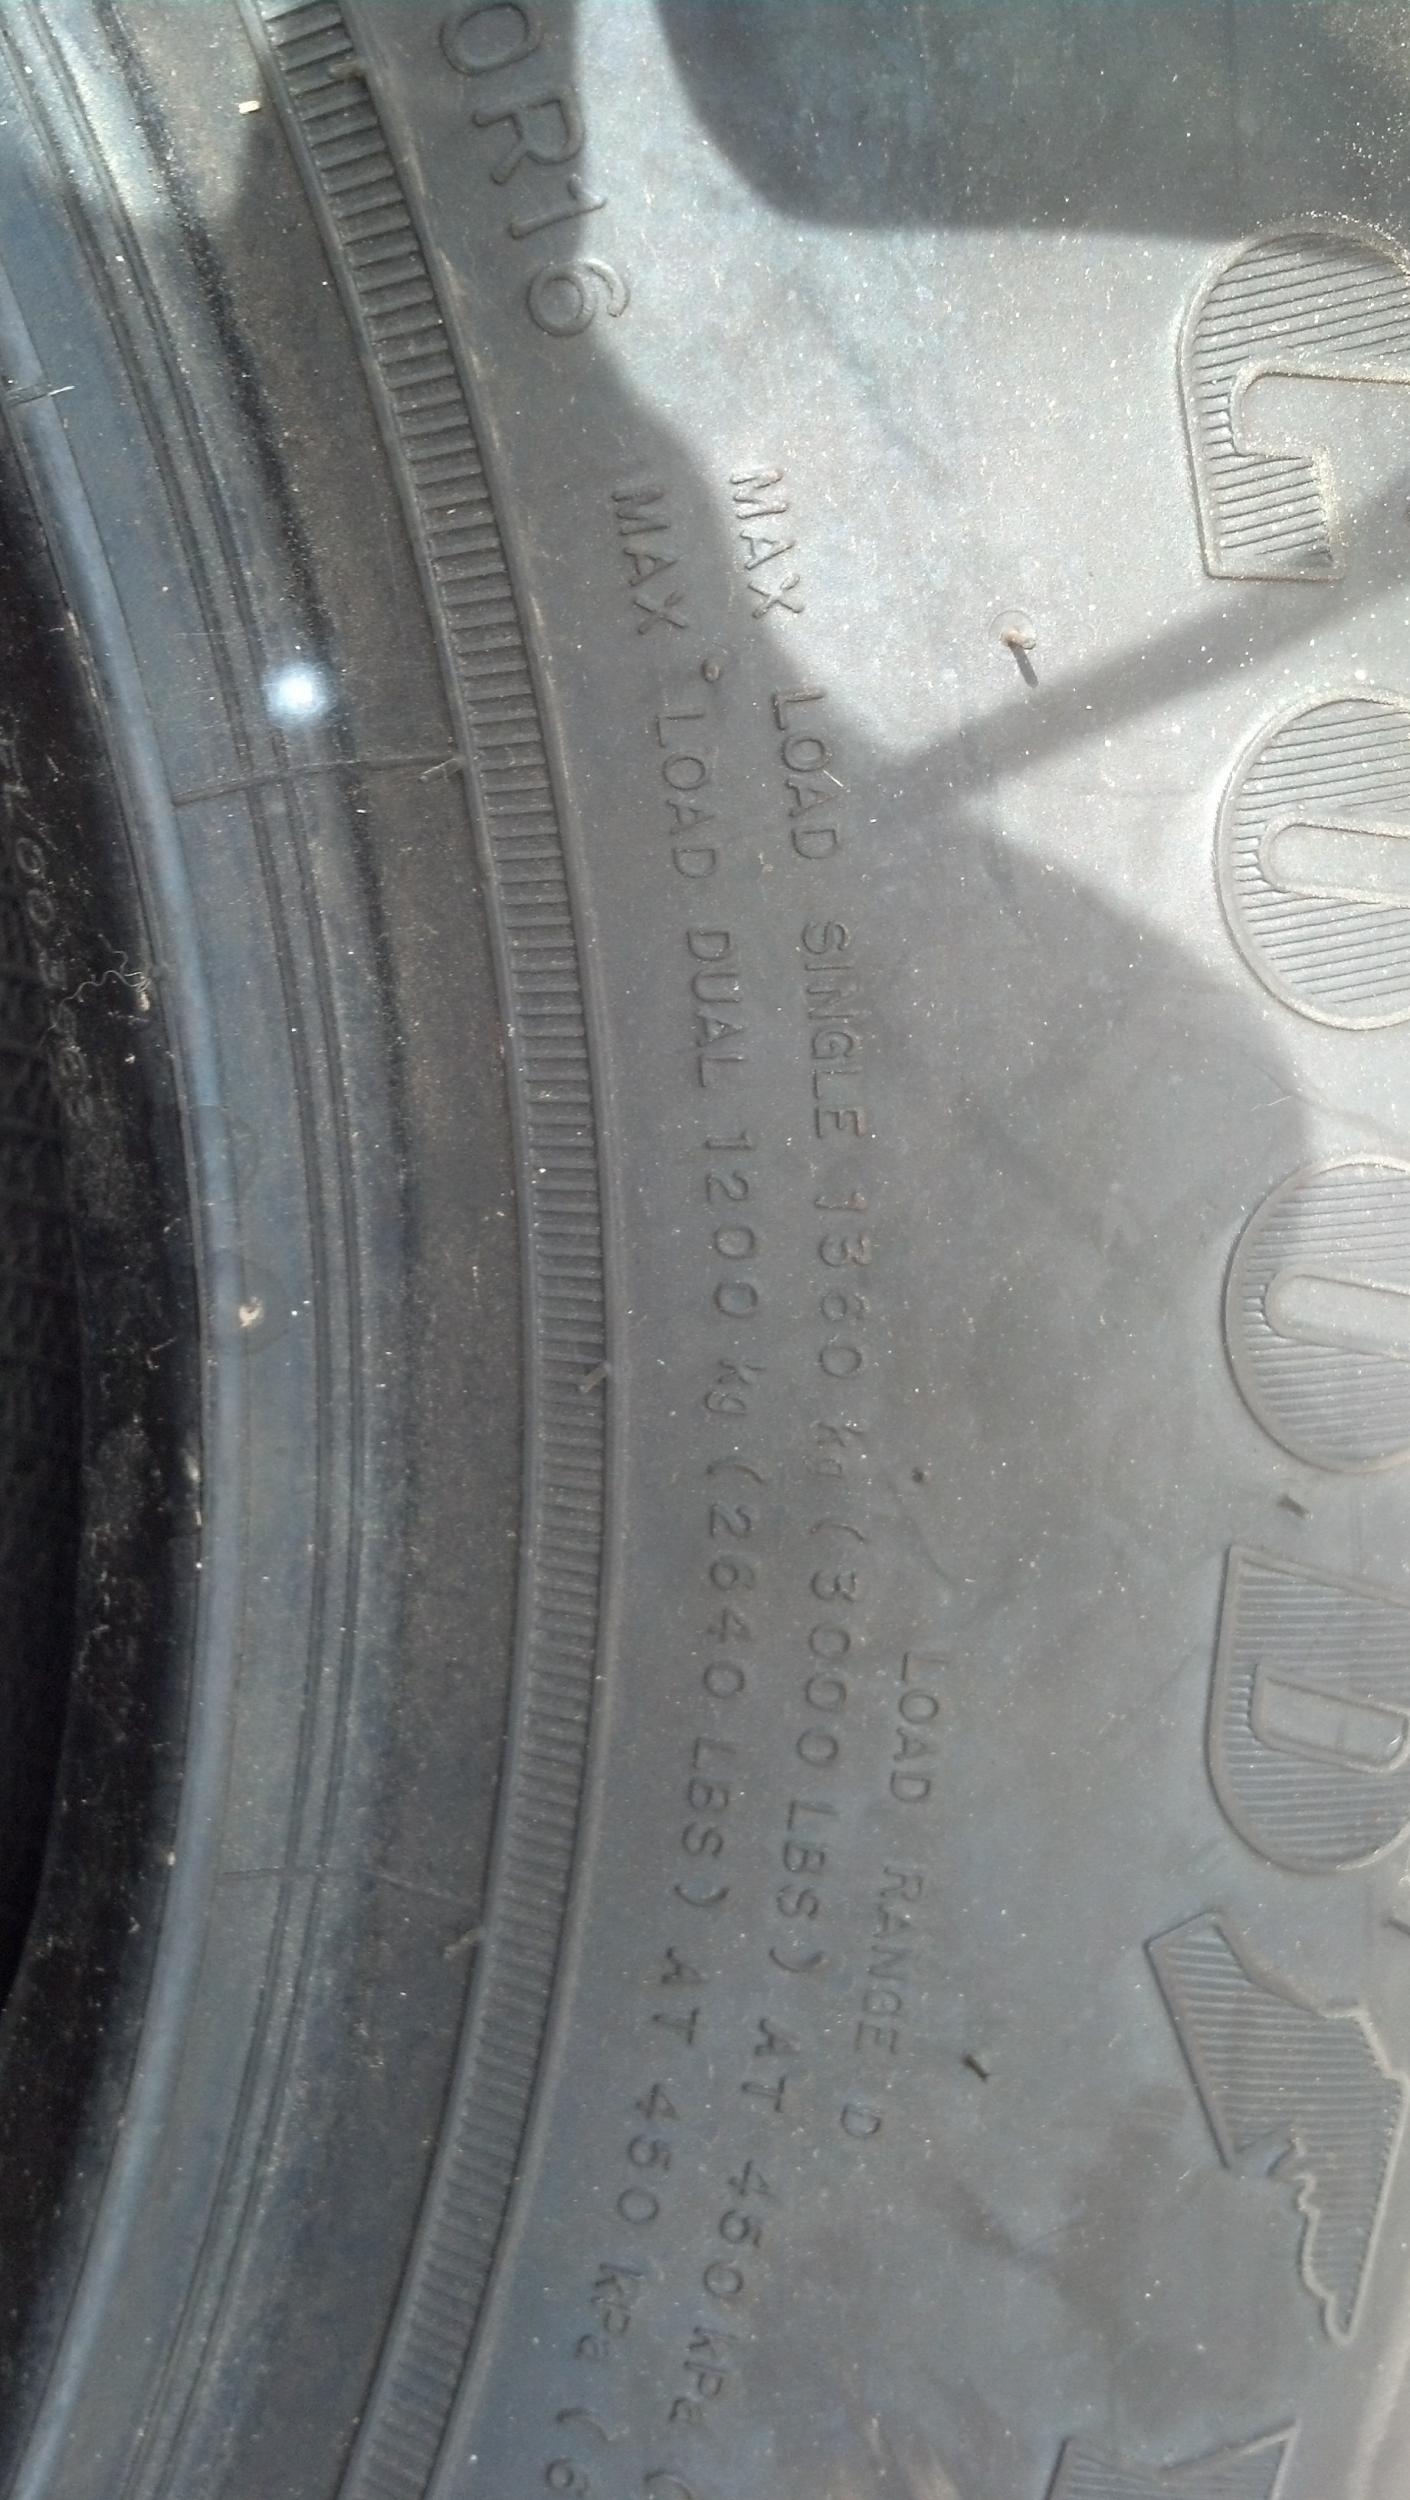 0R16
GOOD
LOAD RANGE D
MAX LOAD SINGLE 1360 kg (3000 LBS) AT 450 kPa (
MAX LOAD DUAL 1200 kg (2640 LBS) AT 450 kPa (6